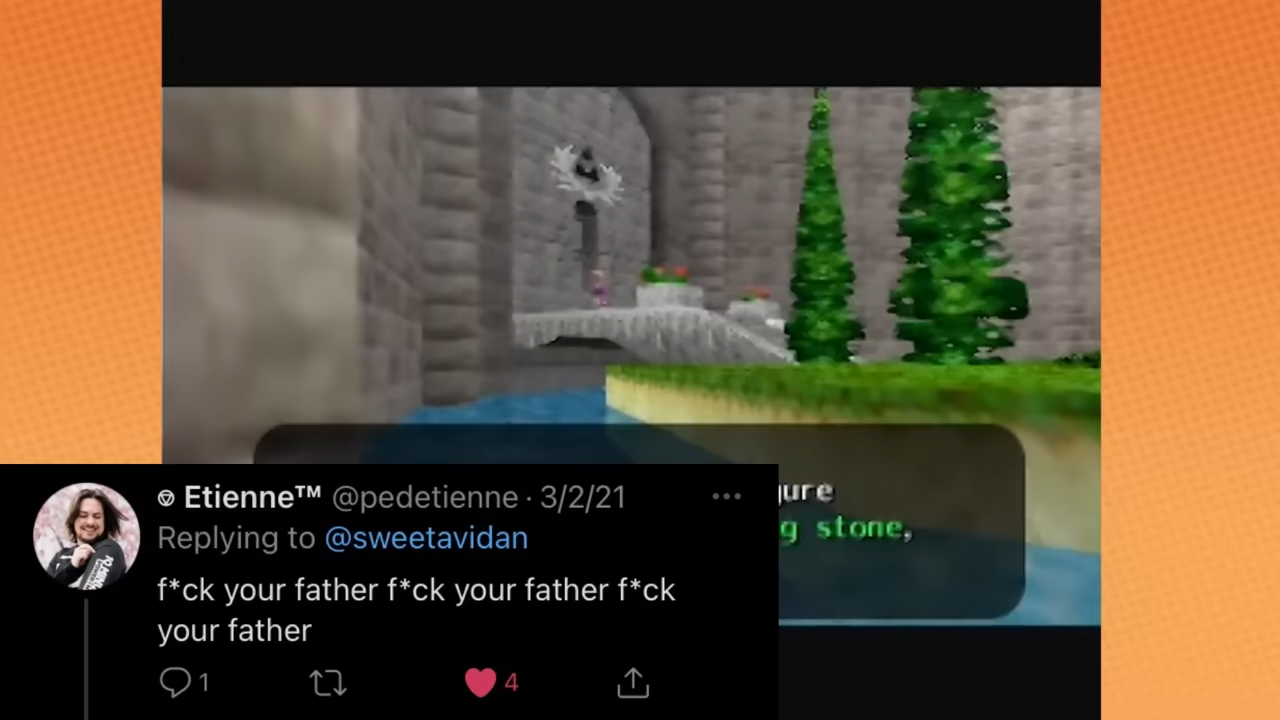 gure
g stone,
Etienne™ @pedetienne · 3/2/21
Replying to @sweetavidan
f*ck your father f*ck your father f*ck
your father
1
4